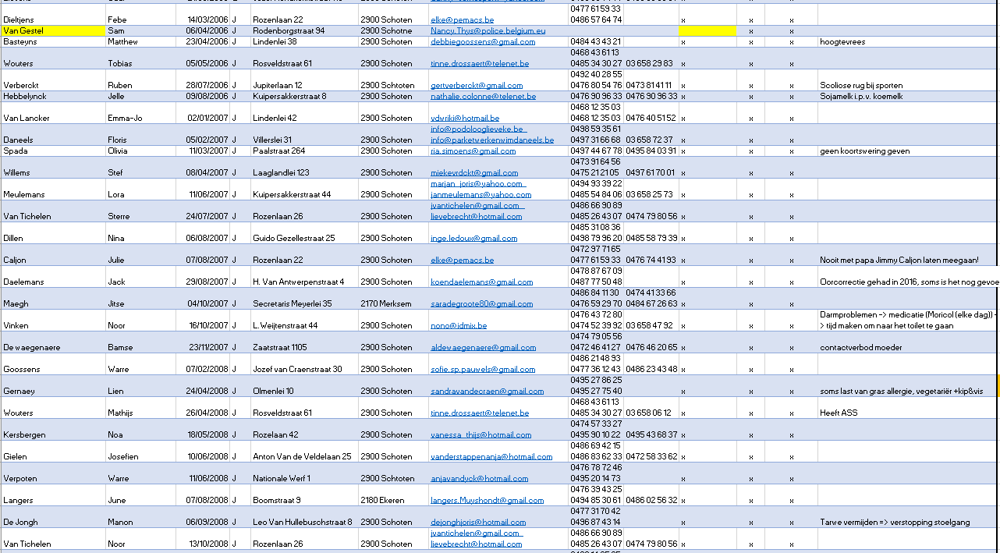 0477 61 59 33
Dieltjens Febe 14/03/2006 J Rozenlaan 22 2900 Schoten elke@pemacs.be 0486 57 64 74 x x x
Van Gestel Sam 06/04/2006 J Rodenborgstraat 94 2900 Schotne Nancy.Thys@police.belgium.eu x x
Basteyns Matthew 23/04/2006 J Lindenlei 38 2900 Schoten debbiegoossens@gmail.com 0484 43 43 21 x x x hoogtevrees
0468 43 61 13
Wouters Tobias 05/05/2006 J Rosveldstraat 61 2900 Schoten tinne.drossaert@telenet.be 0485 34 30 27 03 658 29 83 x x x
0492 40 28 55
Verberckt Ruben 28/07/2006 J Jupiterlaan 12 2900 Schtoten gertverberckt@gmail.com 0476 80 54 76 0473 81 41 11 x x x Scoliose rug bij sporten
Hebbelynck Jelle 09/08/2006 J Kuipersakkerstraat 8 2900 Schoten nathalie.colonne@telenet.be 0476 90 96 33 0476 90 96 33 x x x Sojamelk i.p.v. koemelk
0468 12 35 03
Van Lancker Emma-Jo 02/01/2007 J Lindenlei 42 2900 Schoten vdwriki@hotmail.be 0468 12 35 03 0476 40 51 52 x x x
info@podolooglieveke.be 0498 59 35 61
Daneels Floris 05/02/2007 J Villerslei 31 2900 Schoten info@parketwerkenwimdaneels.be 0497 31 66 68 03 658 72 37 x x x
Spada Olivia 11/03/2007 J Paalstraat 264 2900 Schoten ria.simoens@gmail.com 0497 44 67 78 0495 84 03 91 x x x geen koortswering geven
0473 91 64 56
Willems Stef 08/04/2007 J Laaglandlei 123 2900 Schoten miekevrdckt@gmail.com 0475 21 21 05 0497 61 70 01 x x x
marjan_joris@yahoo.com 0494 93 39 22
Meulemans Lora 11/06/2007 J Kuipersakkerstraat 44 2900 Schoten janmeulemans@yahoo.com 0485 54 84 06 03 658 25 73 x x x
jvantichelen@gmail.com 0486 66 90 89
Van Tichelen Sterre 24/07/2007 J Rozenlaan 26 2900 Schoten lievebrecht@hotmail.com 0485 26 43 07 0474 79 80 56 x x x
0485 31 08 36
Dillen Nina 06/08/2007 J Guido Gezellestraat 25 2900 Schoten inge.ledoux@gmail.com 0498 79 96 20 0485 58 79 39 x x x
0472 97 71 65
Caljon Julie 07/08/2007 J Rozenlaan 22 2900 Schoten elke@pemacs.be 0477 61 59 33 0476 74 41 93 x x x Nooit met papa Jimmy Caljon laten meegaan!
0478 87 67 09
Daelemans Jack 29/08/2007 J H. Van Antwerpenstraat 4 2900 Schoten koendaelemans@gmail.com 0487 77 50 48 x x x Oorcorrectie gehad in 2016, soms is het nog gevoe
0486 84 11 30 0474 41 33 66
Maegh Jitse 04/10/2007 J Secretaris Meyerlei 35 2170 Merksem saradegroote80@gmail.com 0476 59 29 70 0484 67 22 63 x x x
0476 43 72 80 Darmproblemen -> medicatie (Moricol (elke dag)) -
Vinken Noor 16/10/2007 J L.Weijtenstraat 44 2900 Schoten nono@idmix.be 0474 52 39 92 03 658 47 92 x x x > tijd maken om naar het toilet te gaan
0474 79 05 56
De waegenaere Bamse 23/11/2007 J Zaatstraat 1105 2900 Schoten aldewaegenaere@gmail.com 0472 46 41 27 0476 46 20 65 x x x contactverbod moeder
0486 21 48 93
Goossens Warre 07/02/2008 J Jozef van Craenstraat 30 2900 Schoten sofie.sp.pauwels@gmail.com 0477 36 12 43 0486 23 43 48 x x x
0495 27 86 25
Gernaey Lien 24/04/2008 J Olmenlei 10 2900 Schoten sandravandecraen@gmail.com 0495 27 75 40 x x x soms last van gras allergie, vegetariër +kip&vis
0468 43 61 13
Wouters Mathijs 26/04/2008 J Rosveldstraat 61 2900 Schoten tinne.drossaert@telenet.be 0485 34 30 27 03 658 06 12 x x x Heeft ASS
0474 57 33 27
Kersbergen Noa 18/05/2008 J Rozelaan 42 2900 Schoten vanessa_thijs@hotmail.com 0495 90 10 22 0495 43 68 37 x x x
0486 69 42 15
Gielen Josefien 10/06/2008 J Anton Van de Veldelaan 25 2900 Schoten vanderstappenanja@hotmail.com 0486 83 62 33 0472 58 33 62 x x x
0476 78 72 46
Verpoten Warre 11/06/2008 J Nationale Werf 1 2900 Schtoten anjavandyck@hotmail.com 0495 20 14 73 x x x
0476 39 43 25
Langers June 07/08/2008 J Boomstraat 9 2180 Ekeren langers.Muyshondt@gmail.com 0494 85 30 61 0486 02 56 32 x x x
0477 31 70 42
De Jongh Manon 06/09/2008 J Leo Van Hullebuschstraat 8 2900 Schoten dejonghjoris@hotmail.com 0496 87 43 14 x x x Tarwe vermijden => verstopping stoelgang
jvantichelen@gmail.com 0486 66 90 89
Van Tichelen Noor 13/10/2008 J Rozenlaan 26 2900 Schoten lievebrecht@hotmail.com 0485 26 43 07 0474 79 80 56 x x x